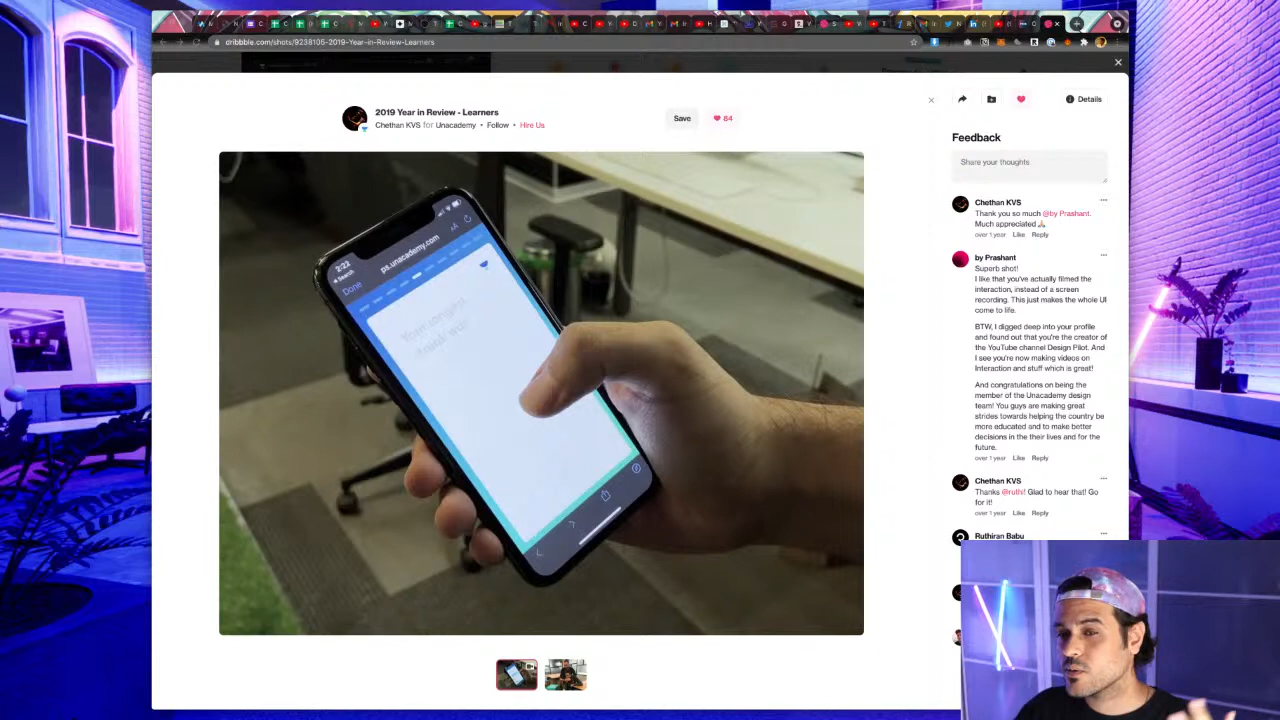 dribbble.com/shots/9238105-2019-Year-in-Review-Learners
2019 Year in Review - Learners
Chethan KVS for Unacademy • Follow • Hire Us
Save
84
Details
2:22
Search
ps.unacademy.com
AA
Done
Feedback
Share your thoughts
Chethan KVS
Thank you so much @by Prashant.
Much appreciated 🙏🏼
over 1 year Like Reply
by Prashant
Superb shot!
I like that you've actually filmed the
interaction, instead of a screen
recording. This just makes the whole UI
come to life.
BTW, I digged deep into your profile
and found out that you're the creator of
the YouTube channel Design Pilot. And
I see you're now making videos on
Interaction and stuff which is great!
And congratulations on being the
member of the Unacademy design
team! You guys are making great
strides towards helping the country be
more educated and to make better
decisions in the their lives and for the
future.
over 1 year Like Reply
Chethan KVS
Thanks @ruthi! Glad to hear that! Go
for it!
over 1 year Like Reply
Ruthiran Babu